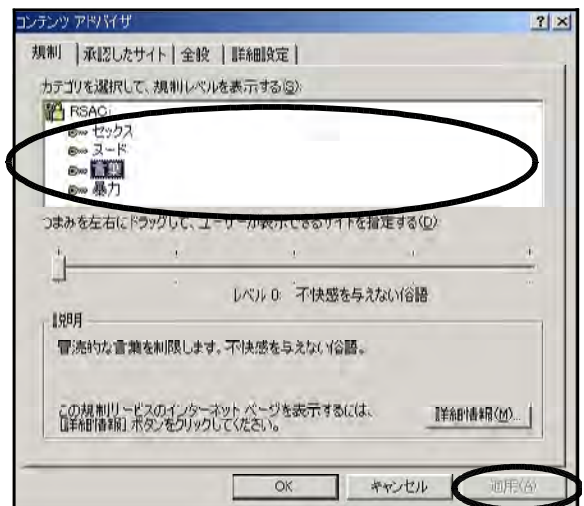 コンテンツ アドバイザ
規制 承認したサイト 全般 詳細設定
カテゴリを選択して、規制レベルを表示する(S):
RSACi
セックス
ヌード
言葉
暴力
つまみを左右にドラッグして、ユーザーが表示できるサイトを指定する(D):
レベル 0: 不快感を与えない俗語
説明
冒涜的な言葉を制限します。不快感を与えない俗語。
この規制サービスのインターネット ページを表示するには、
[詳細情報] ボタンをクリックしてください。
詳細情報(M)...
OK キャンセル 適用(A)